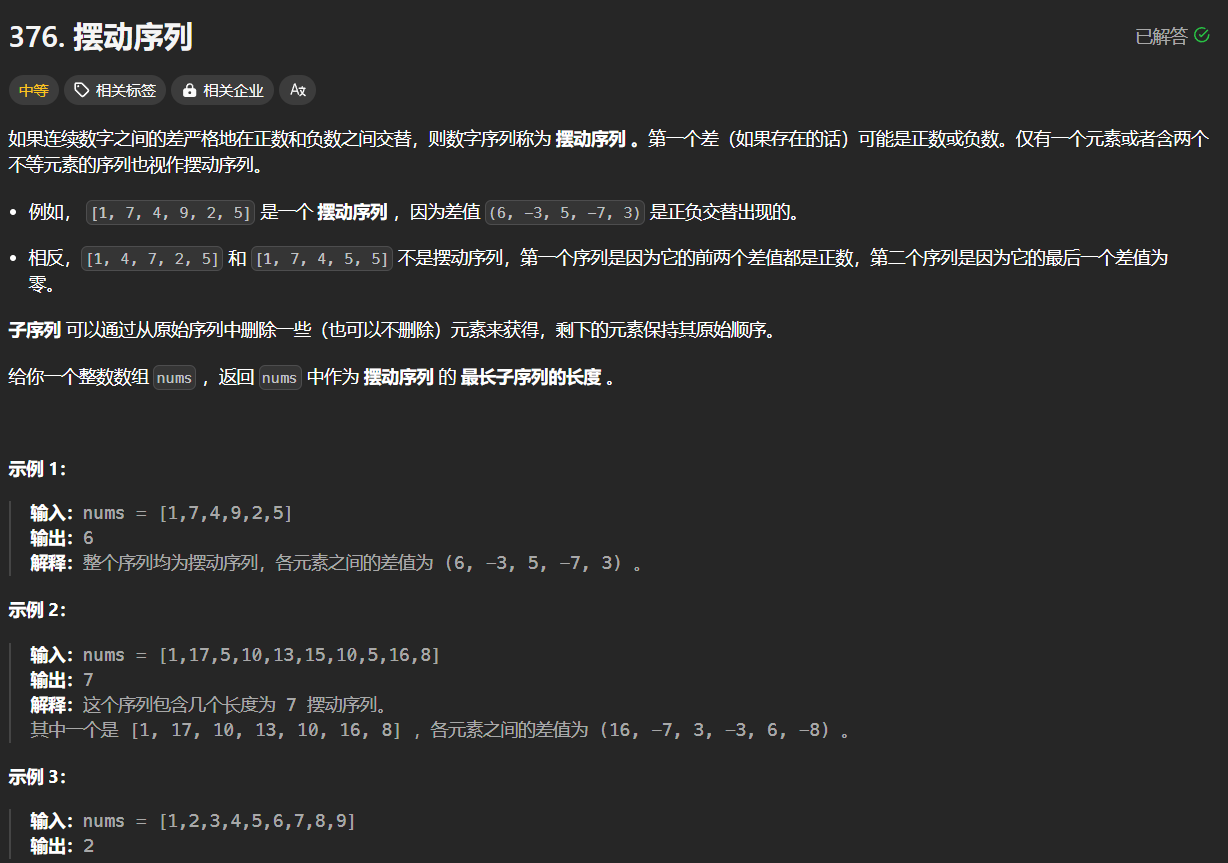 376. 摆动序列
已解答
中等 相关标签 相关企业 Aあ
如果连续数字之间的差严格地在正数和负数之间交替，则数字序列称为 摆动序列 。第一个差（如果存在的话）可能是正数或负数。仅有一个元素或者含两个
不等元素的序列也视作摆动序列。
• 例如， [1, 7, 4, 9, 2, 5] 是一个 摆动序列 ，因为差值 (6, -3, 5, -7, 3) 是正负交替出现的。
• 相反，[1, 4, 7, 2, 5] 和 [1, 7, 4, 5, 5] 不是摆动序列，第一个序列是因为它的前两个差值都是正数，第二个序列是因为它的最后一个差值为
零。
子序列 可以通过从原始序列中删除一些（也可以不删除）元素来获得，剩下的元素保持其原始顺序。
给你一个整数数组 nums ，返回 nums 中作为 摆动序列 的 最长子序列的长度 。
示例 1：
输入：nums = [1,7,4,9,2,5]
输出：6
解释：整个序列均为摆动序列，各元素之间的差值为 (6, -3, 5, -7, 3) 。
示例 2：
输入：nums = [1,17,5,10,13,15,10,5,16,8]
输出：7
解释：这个序列包含几个长度为 7 摆动序列。
其中一个是 [1, 17, 10, 13, 10, 16, 8] ，各元素之间的差值为 (16, -7, 3, -3, 6, -8) 。
示例 3：
输入：nums = [1,2,3,4,5,6,7,8,9]
输出：2